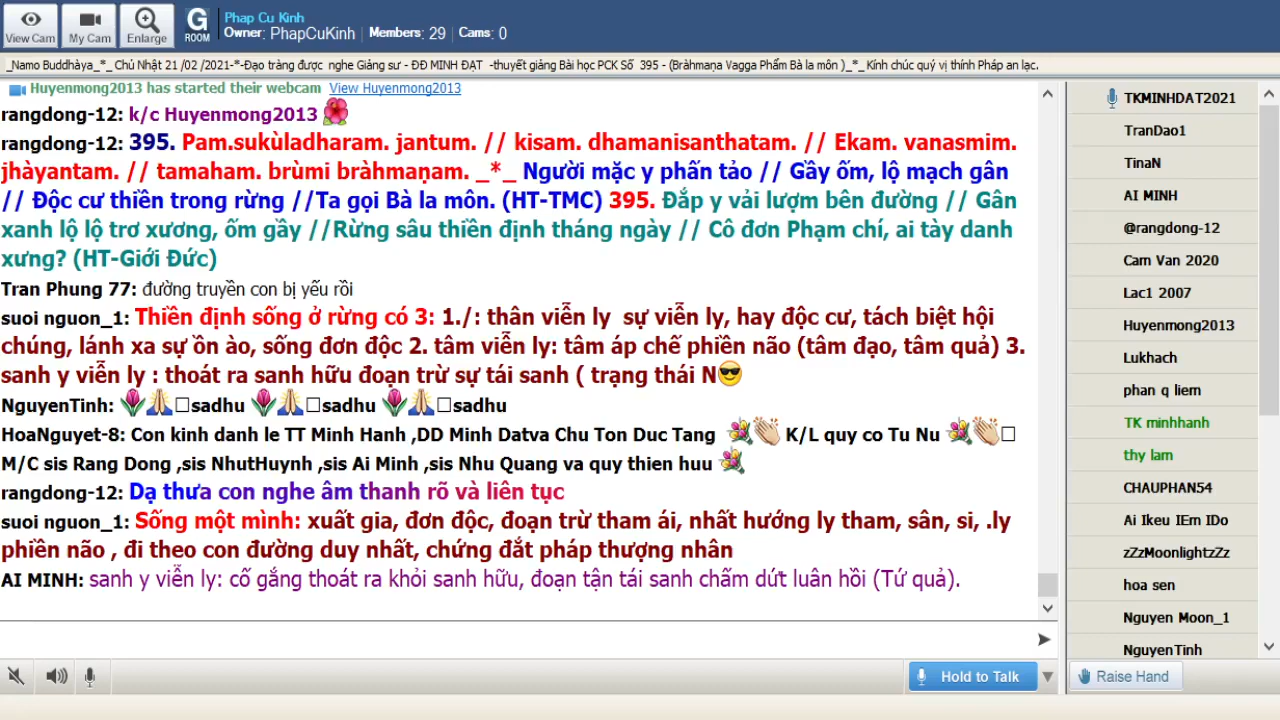 View Cam My Cam Enlarge G ROOM
Phap Cu Kinh
Owner: PhapCuKinh Members: 29 Cams: 0
_Namo Buddhàya_*_ Chủ Nhật 21 /02 /2021-*-Đạo tràng được nghe Giảng sư - ĐĐ MINH ĐẠT -thuyết giảng Bài học PCK Số 395 - (Bràhmaṇa Vagga Phẩm Bà la môn )_*_ Kính chúc quý vị thính Pháp an lạc.
Huyenmong2013 has started their webcam View Huyenmong2013
rangdong-12: k/c Huyenmong2013
rangdong-12: 395. Pam.sukùladharam. jantum. // kisam. dhamanisanthatam. // Ekam. vanasmim.
jhàyantam. // tamaham. brùmi bràhmaṇam. _*_ Người mặc y phấn tảo // Gầy ốm, lộ mạch gân
// Độc cư thiền trong rừng //Ta gọi Bà la môn. (HT-TMC) 395. Đắp y vải lượm bên đường // Gân
xanh lộ lộ trơ xương, ốm gầy //Rừng sâu thiền định tháng ngày // Cô đơn Phạm chí, ai tày danh
xưng? (HT-Giới Đức)
Tran Phung 77: đường truyền con bị yếu rồi
suoi nguon_1: Thiền định sống ở rừng có 3: 1./: thân viễn ly sự viễn ly, hay độc cư, tách biệt hội
chúng, lánh xa sự ồn ào, sống đơn độc 2. tâm viễn ly: tâm áp chế phiền não (tâm đạo, tâm quả) 3.
sanh y viễn ly : thoát ra sanh hữu đoạn trừ sự tái sanh ( trạng thái N😎
NguyenTinh: 🌷🙏□sadhu 🌷🙏□sadhu 🌷🙏□sadhu
HoaNguyet-8: Con kinh danh le TT Minh Hanh ,DD Minh Datva Chu Ton Duc Tang 💐👏 K/L quy co Tu Nu 💐👏□
M/C sis Rang Dong ,sis NhutHuynh ,sis Ai Minh ,sis Nhu Quang va quy thien huu 💐
rangdong-12: Dạ thưa con nghe âm thanh rõ và liên tục
suoi nguon_1: Sống một mình: xuất gia, đơn độc, đoạn trừ tham ái, nhất hướng ly tham, sân, si, .ly
phiền não , đi theo con đường duy nhất, chứng đắt pháp thượng nhân
AI MINH: sanh y viễn ly: cố gắng thoát ra khỏi sanh hữu, đoạn tận tái sanh chấm dứt luân hồi (Tứ quả).
TKMINHDAT2021
TranDao1
TinaN
AI MINH
@rangdong-12
Cam Van 2020
Lac1 2007
Huyenmong2013
Lukhach
phan q liem
TK minhhanh
thy lam
CHAUPHAN54
Ai Ikeu IEm IDo
zZzMoonlightzZz
hoa sen
Nguyen Moon_1
NguyenTinh
Hold to Talk
Raise Hand